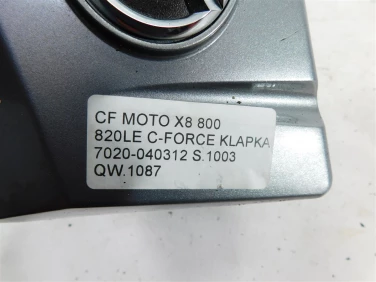 CF MOTO X8 800
820LE C-FORCE KLAPKA
7020-040312 S.1003
QW.1087